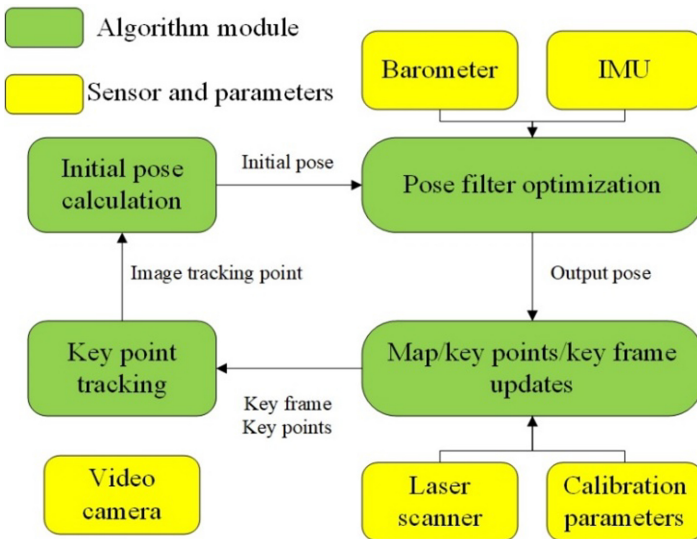 Algorithm module
Sensor and parameters
Barometer
IMU
Initial pose
calculation
Initial pose
Pose filter optimization
Image tracking point
Output pose
Key point
tracking
Map/key points/key frame
updates
Key frame
Key points
Video
camera
Laser
scanner
Calibration
parameters